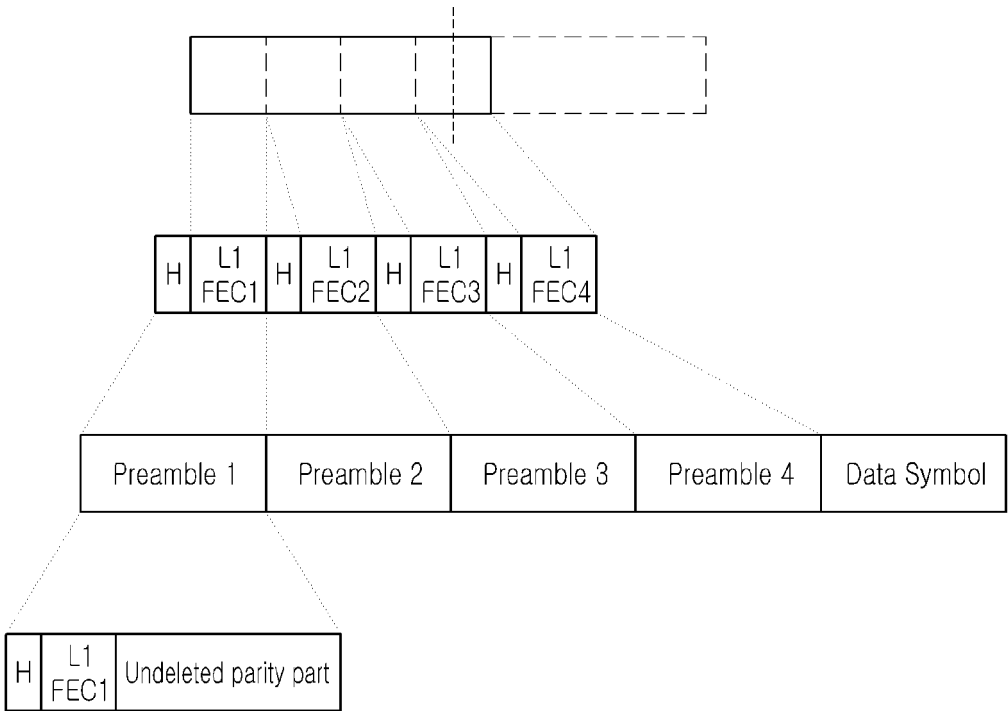 H L1 FEC1 H L1 FEC2 H L1 FEC3 H L1 FEC4
Preamble 1 Preamble 2 Preamble 3 Preamble 4 Data Symbol
H L1 FEC1 Undeleted parity part